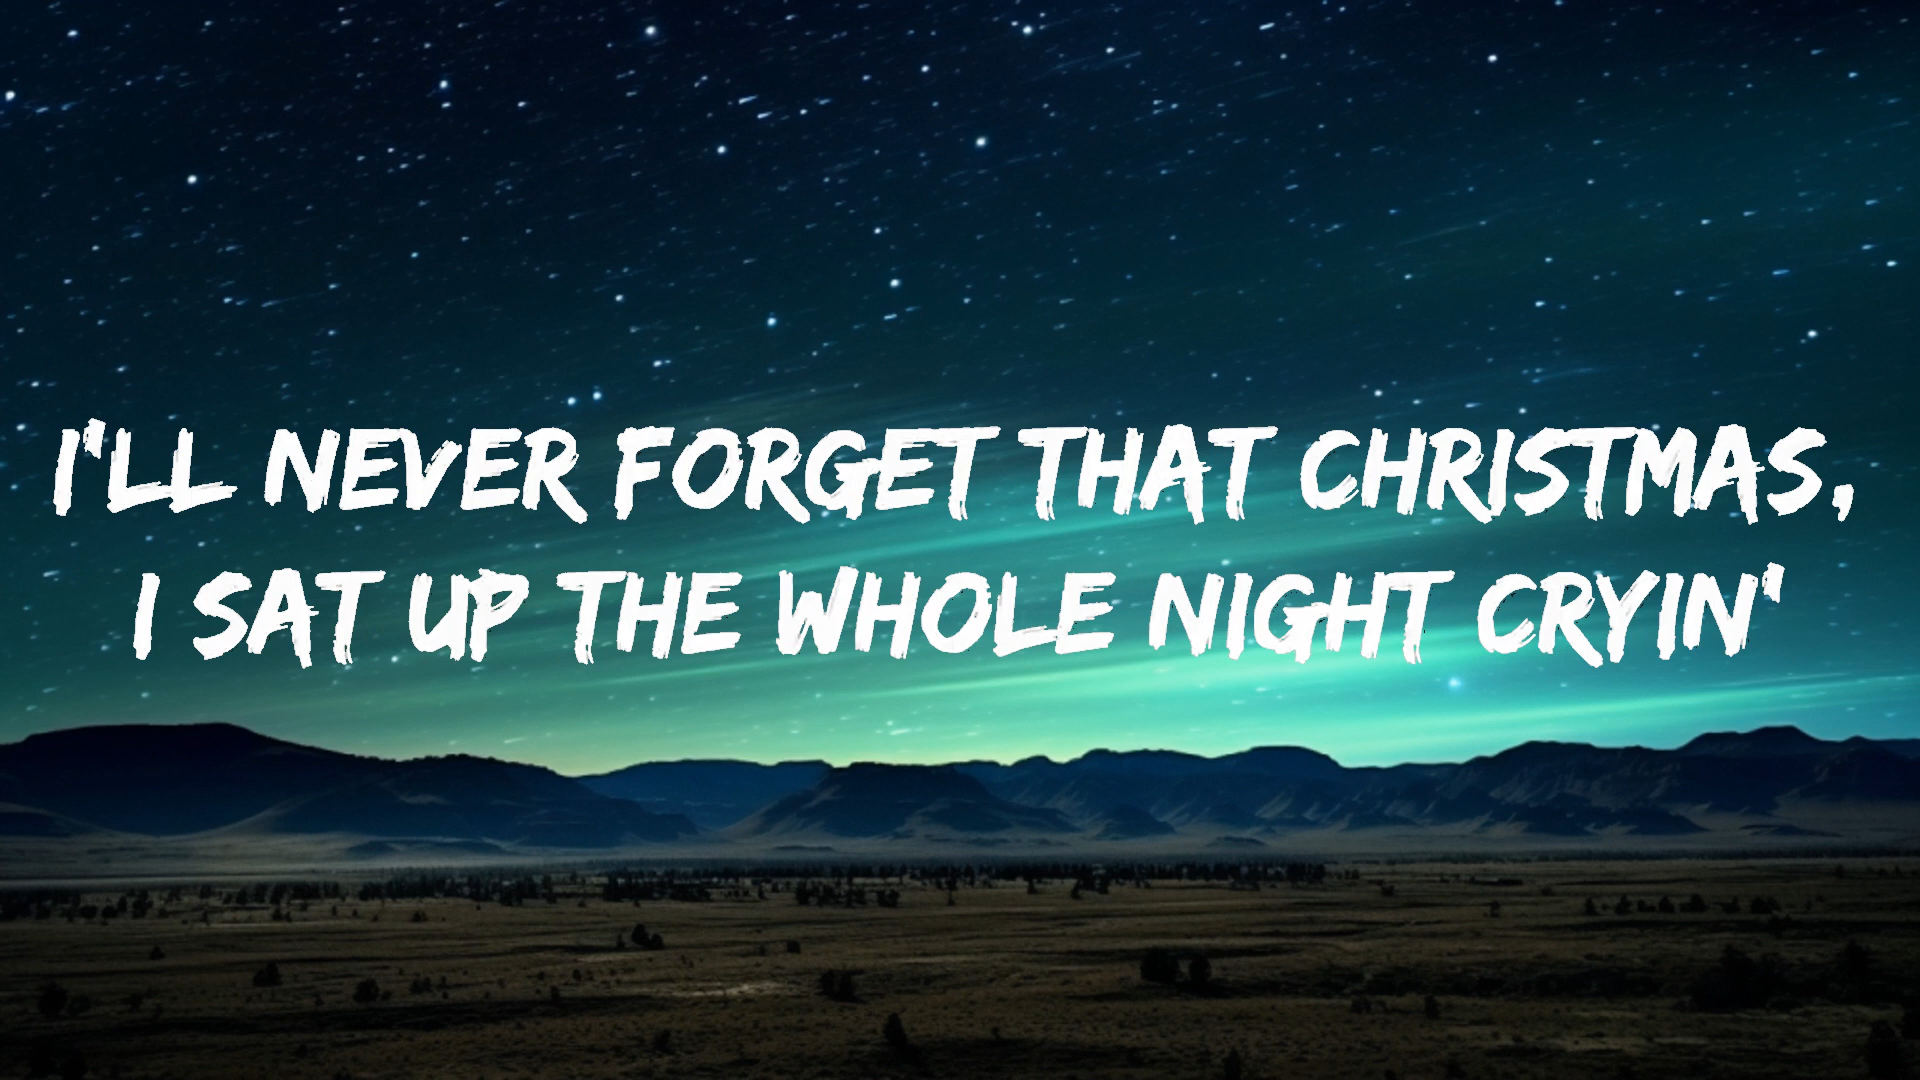 I'LL NEVER FORGET THAT CHRISTMAS,
I SAT UP THE WHOLE NIGHT CRYIN'